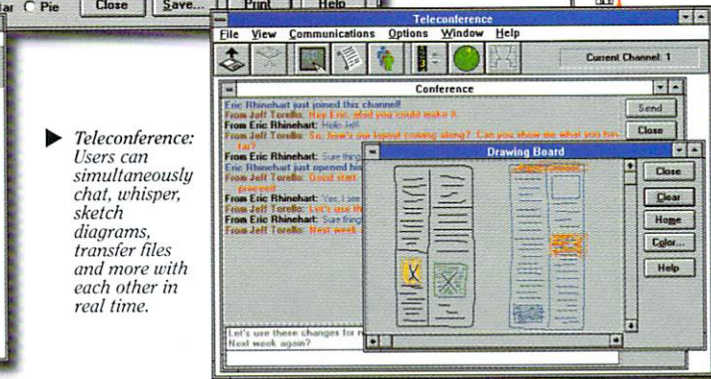 ar Pie Close Save... Print Help
Teleconference
File View Communications Options Window Help
Current Channel: 1
Conference
Eric Rhinehart just joined this channel!
From Jeff Torello: Hey Eric, glad you could make it.
From Eric Rhinehart: Hello Jeff!
From Jeff Torello: So, how's our layout coming along? Can you show me what you hav
far?
From Eric Rhinehart: Sure thing
Eric Rhinehart just opened his
From Jeff Torello: Good start
proceed
From Eric Rhinehart: Yes, I see
From Jeff Torello: Let's use th
From Eric Rhinehart: Sure thing
From Jeff Torello: Next week
Send
Close
Drawing Board
Close
Clear
Home
Color...
Help
Let's use these changes for n
Next week again?
▶ Teleconference:
Users can
simultaneously
chat, whisper,
sketch
diagrams,
transfer files
and more with
each other in
real time.